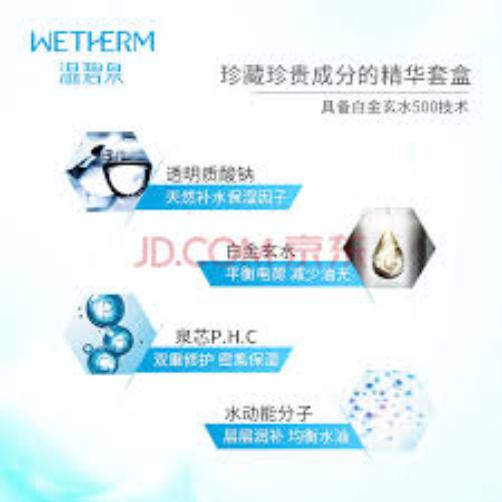 WETHERM
温碧泉
珍藏珍贵成分的精华套盒
具备白金玄水500技术
透明质酸钠
天然补水保湿因子
JD.COM 京东
白金玄水
平衡电荷 减少油光
泉芯P.H.C
双重修护 密集保湿
水动能分子
层层润补 均衡水油